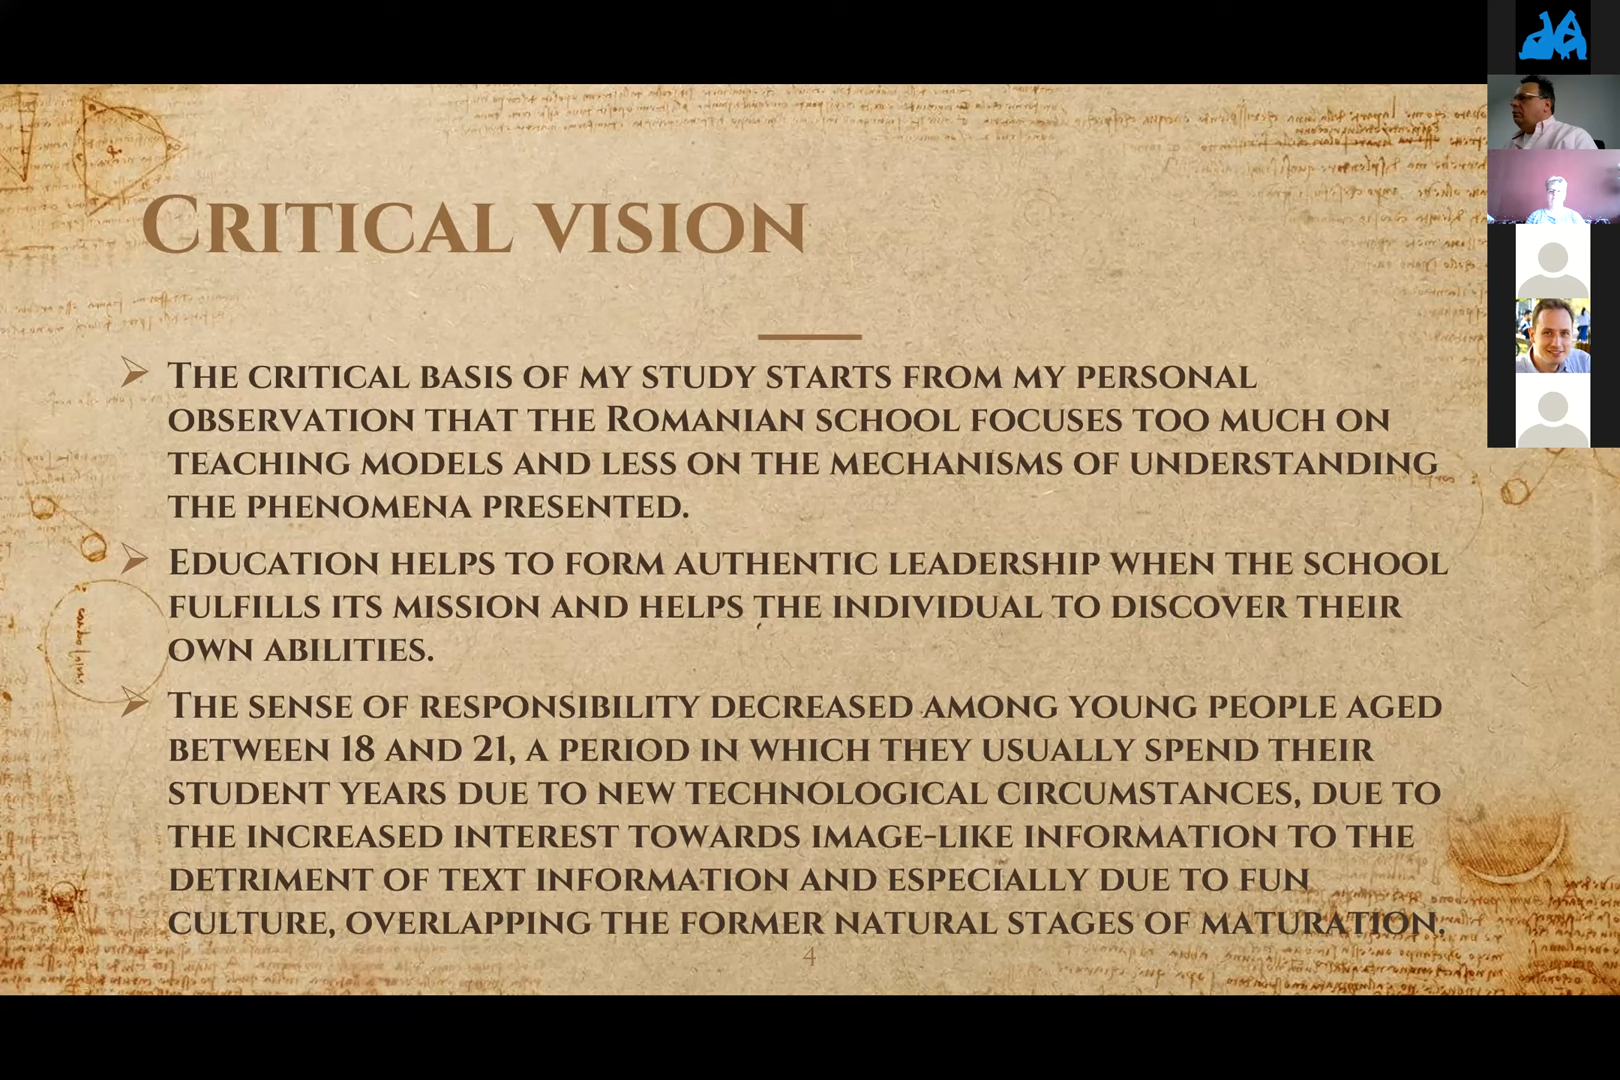 Critical vision
The critical basis of my study starts from my personal
observation that the Romanian school focuses too much on
teaching models and less on the mechanisms of understanding
the phenomena presented.
Education helps to form authentic leadership when the school
fulfills its mission and helps the individual to discover their
own abilities.
The sense of responsibility decreased among young people aged
between 18 and 21, a period in which they usually spend their
student years due to new technological circumstances, due to
the increased interest towards image-like information to the
detriment of text information and especially due to fun
culture, overlapping the former natural stages of maturation.
4